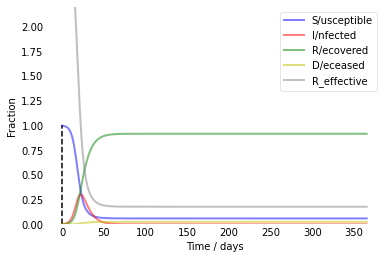 2.00
1.75
1.50
1.25
1.00
0.75
0.50
0.25
0.00
Fraction
0 50 100 150 200 250 300 350
Time / days
S/usceptible
I/nfected
R/ecovered
D/eceased
R_effective